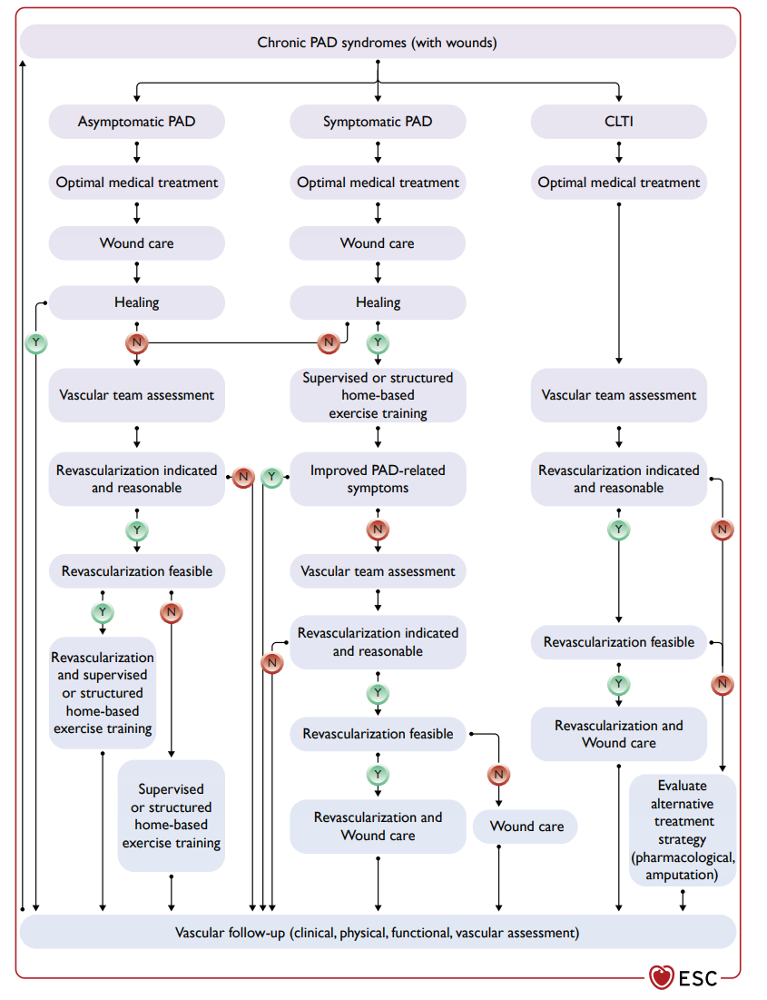 Chronic PAD syndromes (with wounds)
Asymptomatic PAD
Symptomatic PAD
CLTI
Optimal medical treatment
Optimal medical treatment
Optimal medical treatment
Wound care
Wound care
Healing
Healing
Y
N
N
Y
Vascular team assessment
Supervised or structured
home-based
exercise training
Vascular team assessment
Revascularization indicated
and reasonable
N
Y
Improved PAD-related
symptoms
Revascularization indicated
and reasonable
Y
N
Y
N
Revascularization feasible
Vascular team assessment
Y
N
Revascularization indicated
and reasonable
N
Revascularization feasible
Revascularization
and supervised
or structured
home-based
exercise training
Y
Y
N
Revascularization feasible
Revascularization and
Wound care
Supervised
or structured
home-based
exercise training
Y
N
Evaluate
alternative
treatment
strategy
(pharmacological,
amputation)
Revascularization and
Wound care
Wound care
Vascular follow-up (clinical, physical, functional, vascular assessment)
ESC